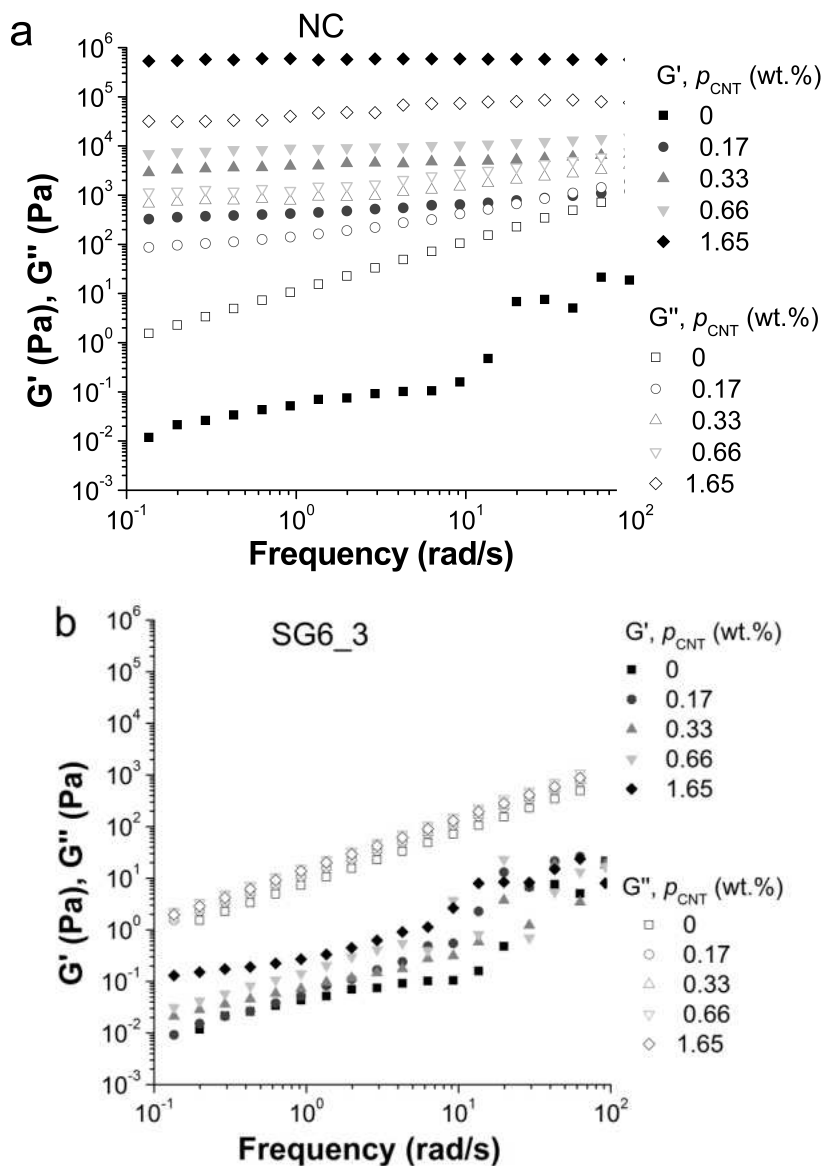 a
NC
10^6
10^5
10^4
10^3
10^2
10^1
10^0
10^-1
10^-2
10^-3
G' (Pa), G'' (Pa)
10^-1 10^0 10^1 10^2
Frequency (rad/s)
G', p_CNT (wt.%)
0
0.17
0.33
0.66
1.65
G'', p_CNT (wt.%)
0
0.17
0.33
0.66
1.65
b
SG6_3
10^6
10^5
10^4
10^3
10^2
10^1
10^0
10^-1
10^-2
10^-3
G' (Pa), G'' (Pa)
10^-1 10^0 10^1 10^2
Frequency (rad/s)
G', p_CNT (wt.%)
0
0.17
0.33
0.66
1.65
G'', p_CNT (wt.%)
0
0.17
0.33
0.66
1.65